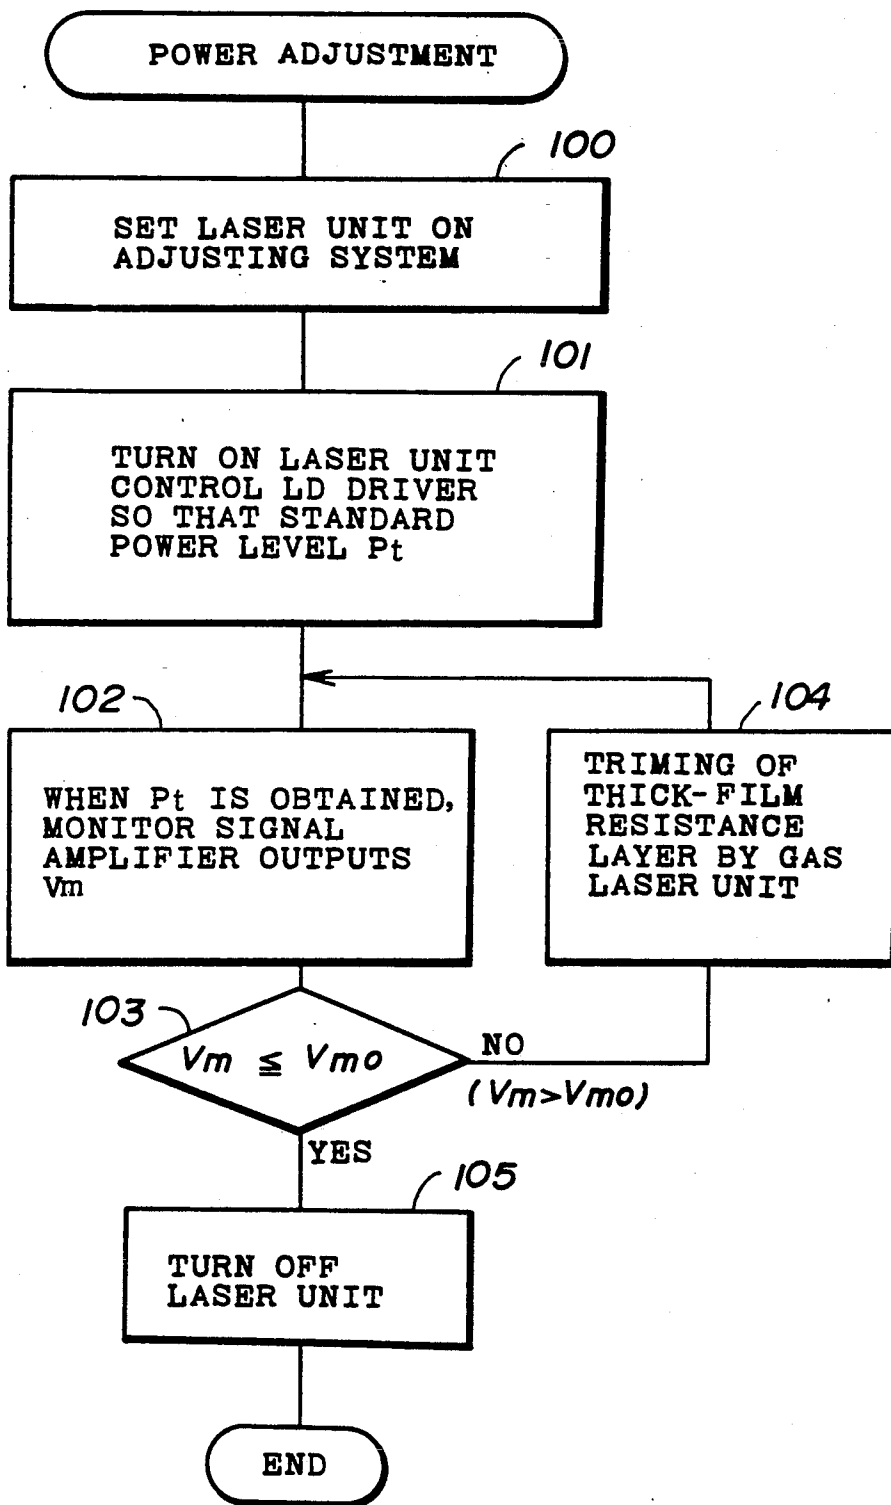 POWER ADJUSTMENT
100
SET LASER UNIT ON
ADJUSTING SYSTEM
101
TURN ON LASER UNIT
CONTROL LD DRIVER
SO THAT STANDARD
POWER LEVEL Pt
102
WHEN Pt IS OBTAINED,
MONITOR SIGNAL
AMPLIFIER OUTPUTS
Vm
104
TRIMING OF
THICK-FILM
RESISTANCE
LAYER BY GAS
LASER UNIT
103
Vm ≦ Vmo
NO
(Vm>Vmo)
YES
105
TURN OFF
LASER UNIT
END